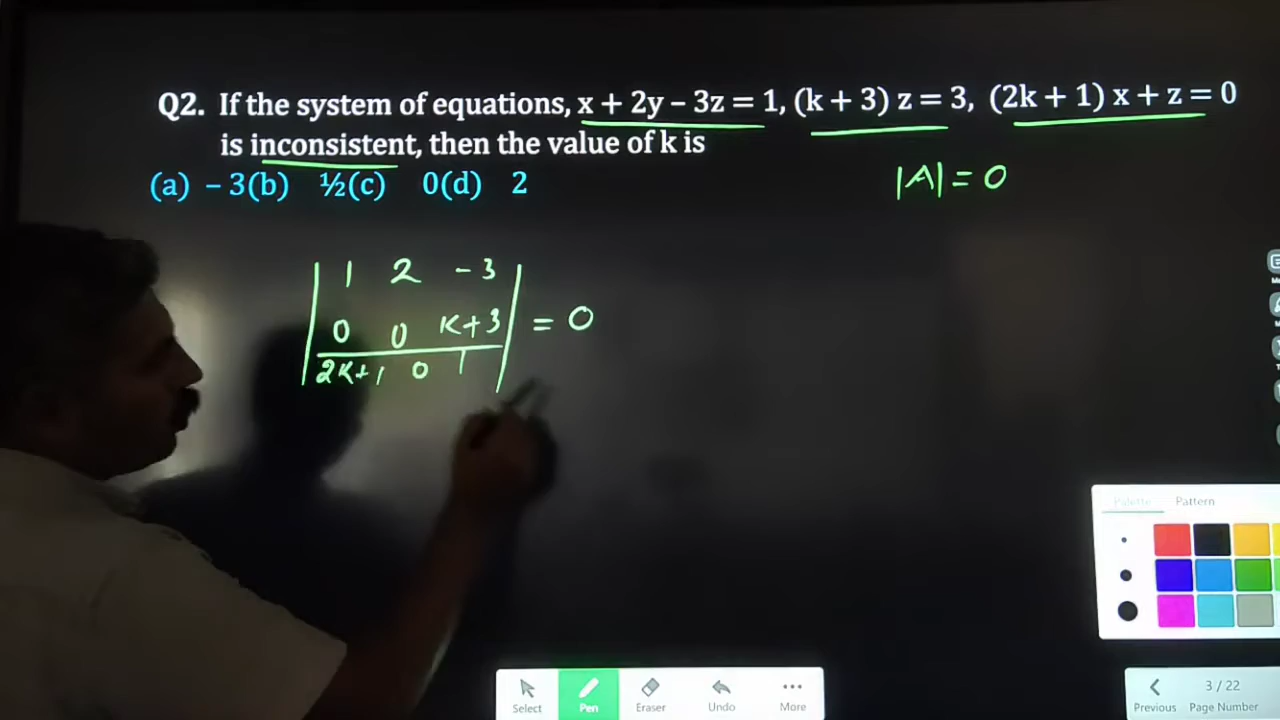 Q2. If the system of equations, x + 2y – 3z = 1, (k + 3) z = 3, (2k + 1) x + z = 0
is inconsistent, then the value of k is
(a) – 3(b) ½(c) 0(d) 2
|A| = 0
1 2 -3
0 0 K+3 = 0
2K+1 0 1
Palette Pattern
Select Pen Eraser Undo More
3 / 22
Previous Page Number